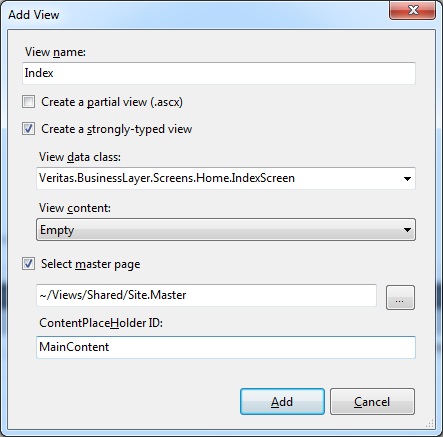 Add View
View name:
Index
Create a partial view (.ascx)
Create a strongly-typed view
View data class:
Veritas.BusinessLayer.Screens.Home.IndexScreen
View content:
Empty
Select master page
~/Views/Shared/Site.Master
...
ContentPlaceHolder ID:
MainContent
Add
Cancel